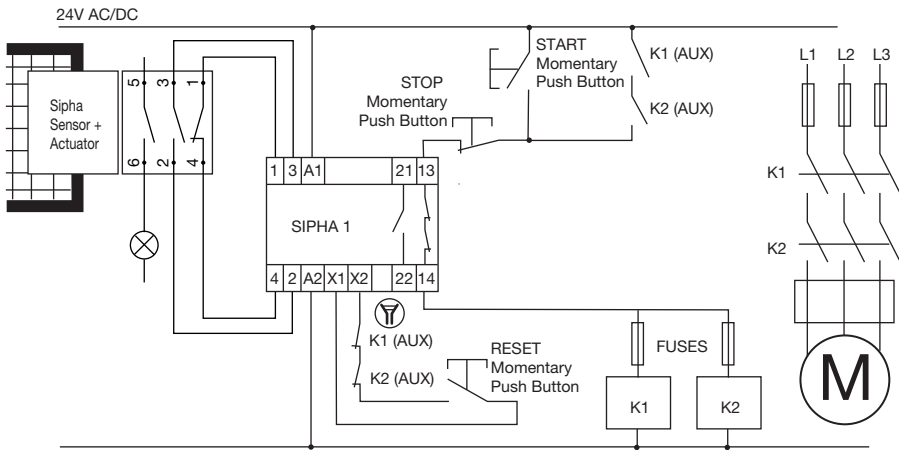 24V AC/DC
5 3 1
6 2 4
Sipha
Sensor +
Actuator
STOP
Momentary
Push Button
START
Momentary
Push Button
K1 (AUX)
K2 (AUX)
L1 L2 L3
K1
K2
1 3 A1 21 13
SIPHA 1
4 2 A2 X1 X2 22 14
K1 (AUX)
K2 (AUX)
RESET
Momentary
Push Button
FUSES
K1 K2
M